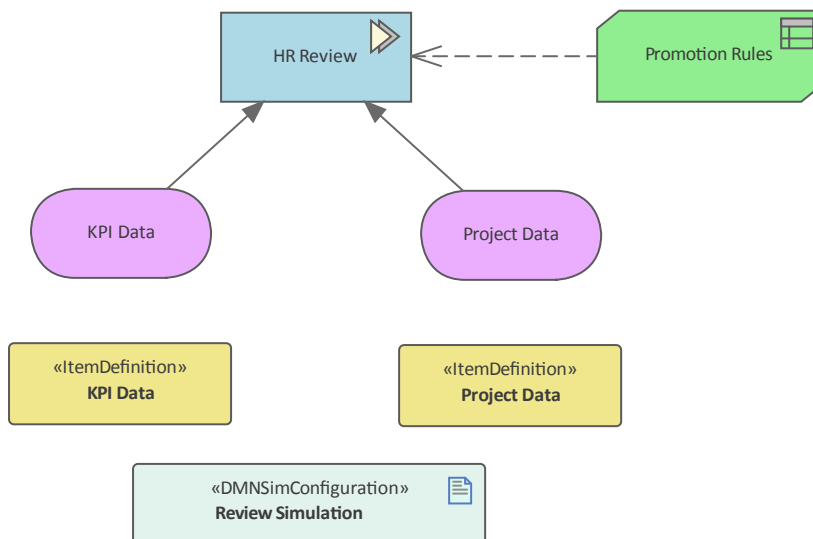 HR Review
Promotion Rules
KPI Data
Project Data
«ItemDefinition»
KPI Data
«ItemDefinition»
Project Data
«DMNSimConfiguration»
Review Simulation